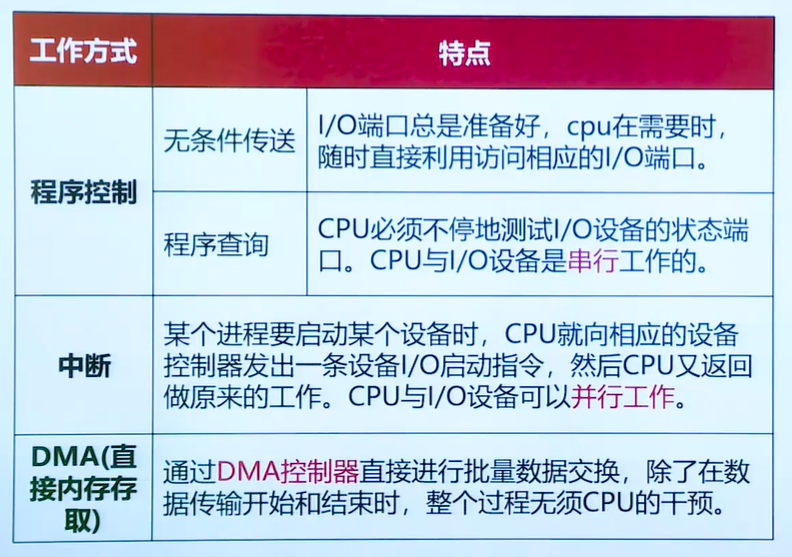 工作方式
特点
程序控制
无条件传送
I/O端口总是准备好，cpu在需要时，
随时直接利用访问相应的I/O端口。
程序查询
CPU必须不停地测试I/O设备的状态端
口。CPU与I/O设备是串行工作的。
中断
某个进程要启动某个设备时，CPU就向相应的设备
控制器发出一条设备I/O启动指令，然后CPU又返回
做原来的工作。CPU与I/O设备可以并行工作。
DMA(直
接内存存
取)
通过DMA控制器直接进行批量数据交换，除了在数
据传输开始和结束时，整个过程无须CPU的干预。